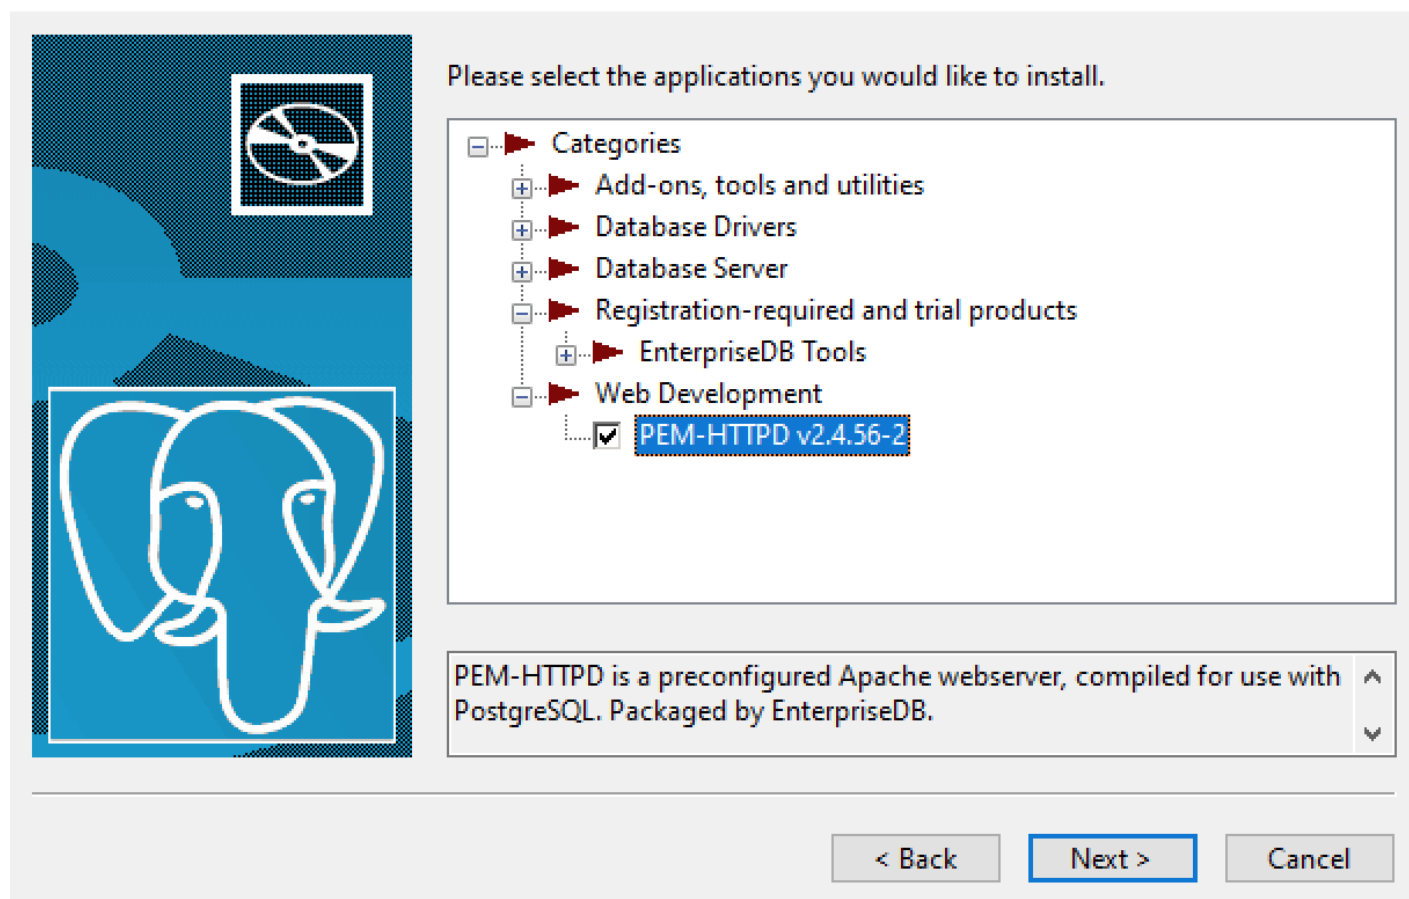 Please select the applications you would like to install.
Categories
Add-ons, tools and utilities
Database Drivers
Database Server
Registration-required and trial products
EnterpriseDB Tools
Web Development
PEM-HTTPD v2.4.56-2
PEM-HTTPD is a preconfigured Apache webserver, compiled for use with
PostgreSQL. Packaged by EnterpriseDB.
< Back
Next >
Cancel